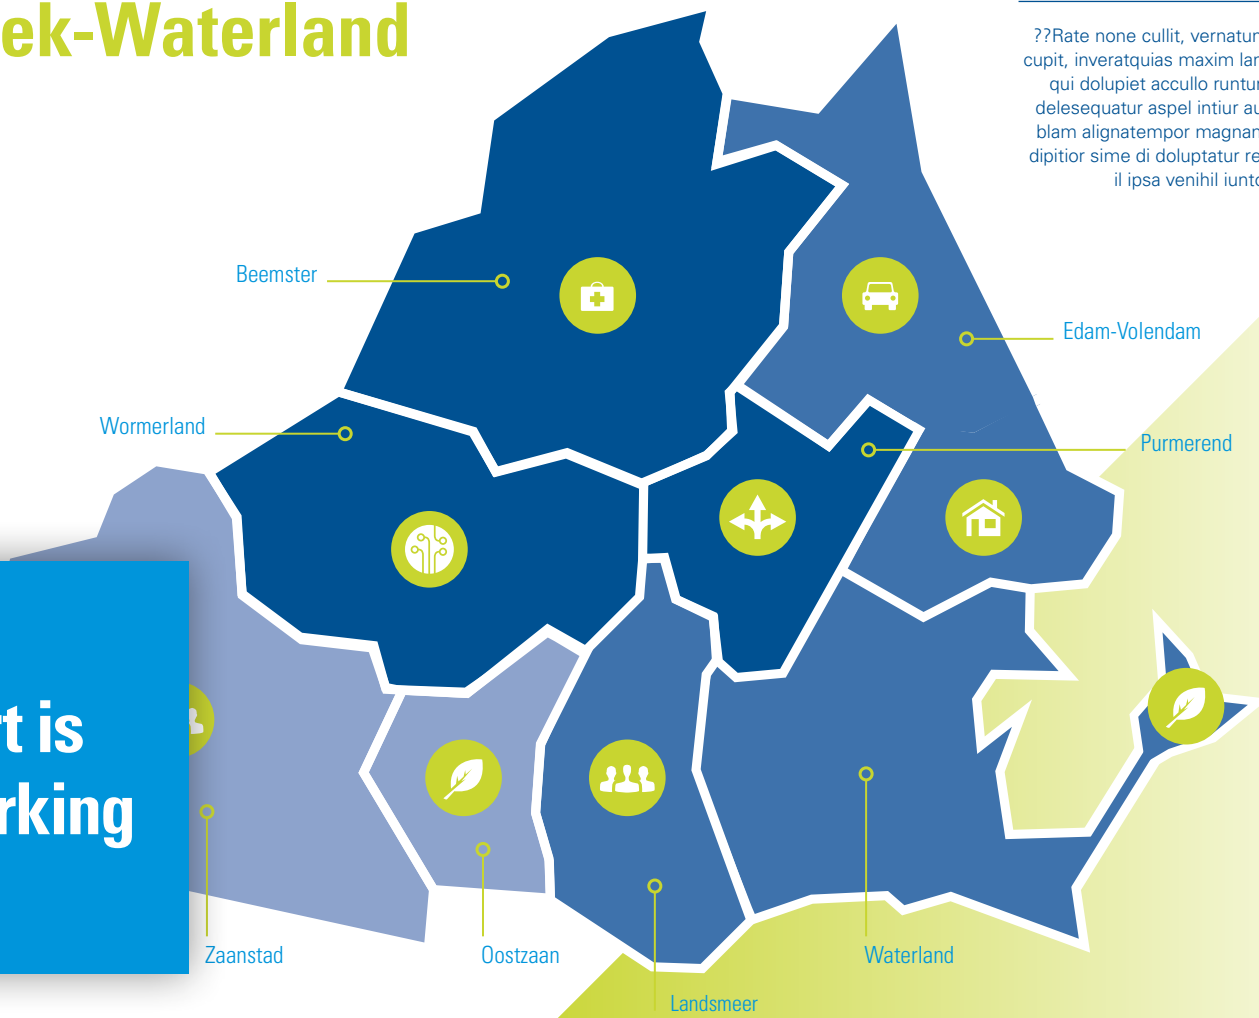 ek-Waterland
??Rate none cullit, vernatur
cupit, inveratquias maxim lar
qui dolupiet accullo runtur
delesequatur aspel intiur au
blam alignatempor magnam
dipitior sime di doluptatur re
il ipsa venihil iunto
Beemster
Edam-Volendam
Wormerland
Purmerend
rt is
rking
Zaanstad
Oostzaan
Waterland
Landsmeer